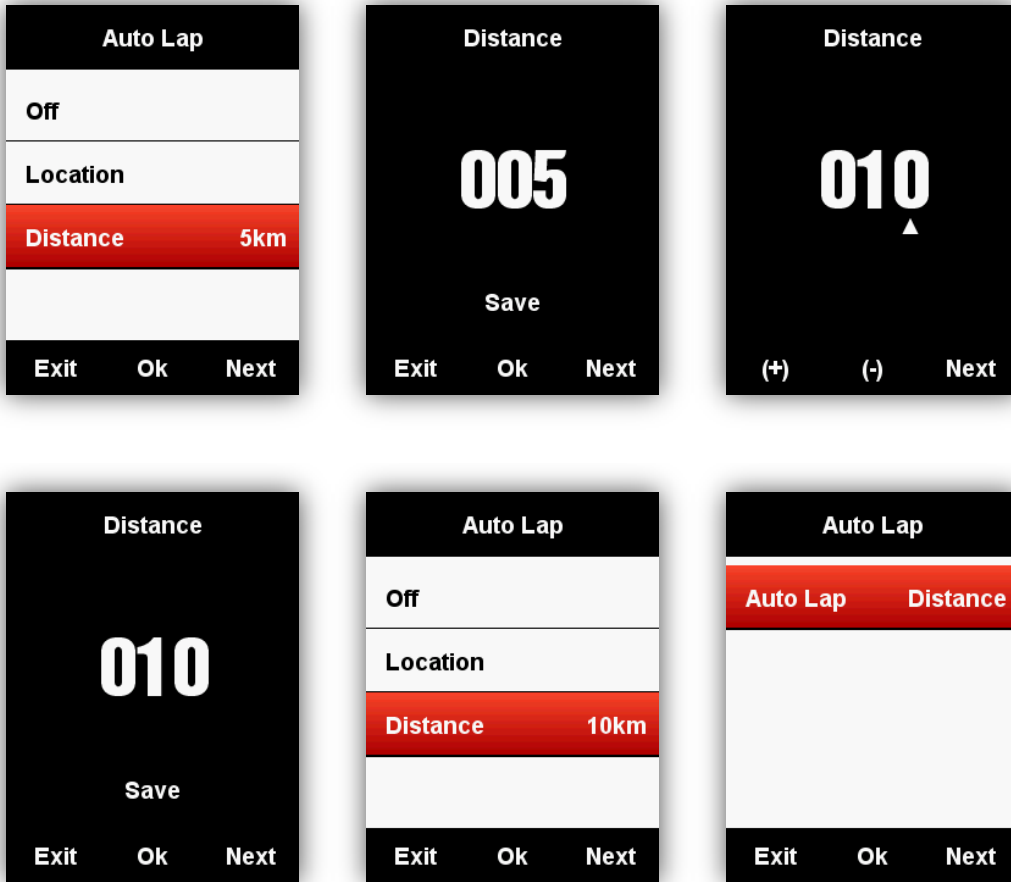 Auto Lap
Off
Location
Distance 5km
Exit Ok Next
Distance
005
Save
Exit Ok Next
Distance
010
(+) (-) Next
Distance
010
Save
Exit Ok Next
Auto Lap
Off
Location
Distance 10km
Exit Ok Next
Auto Lap
Auto Lap Distance
Exit Ok Next